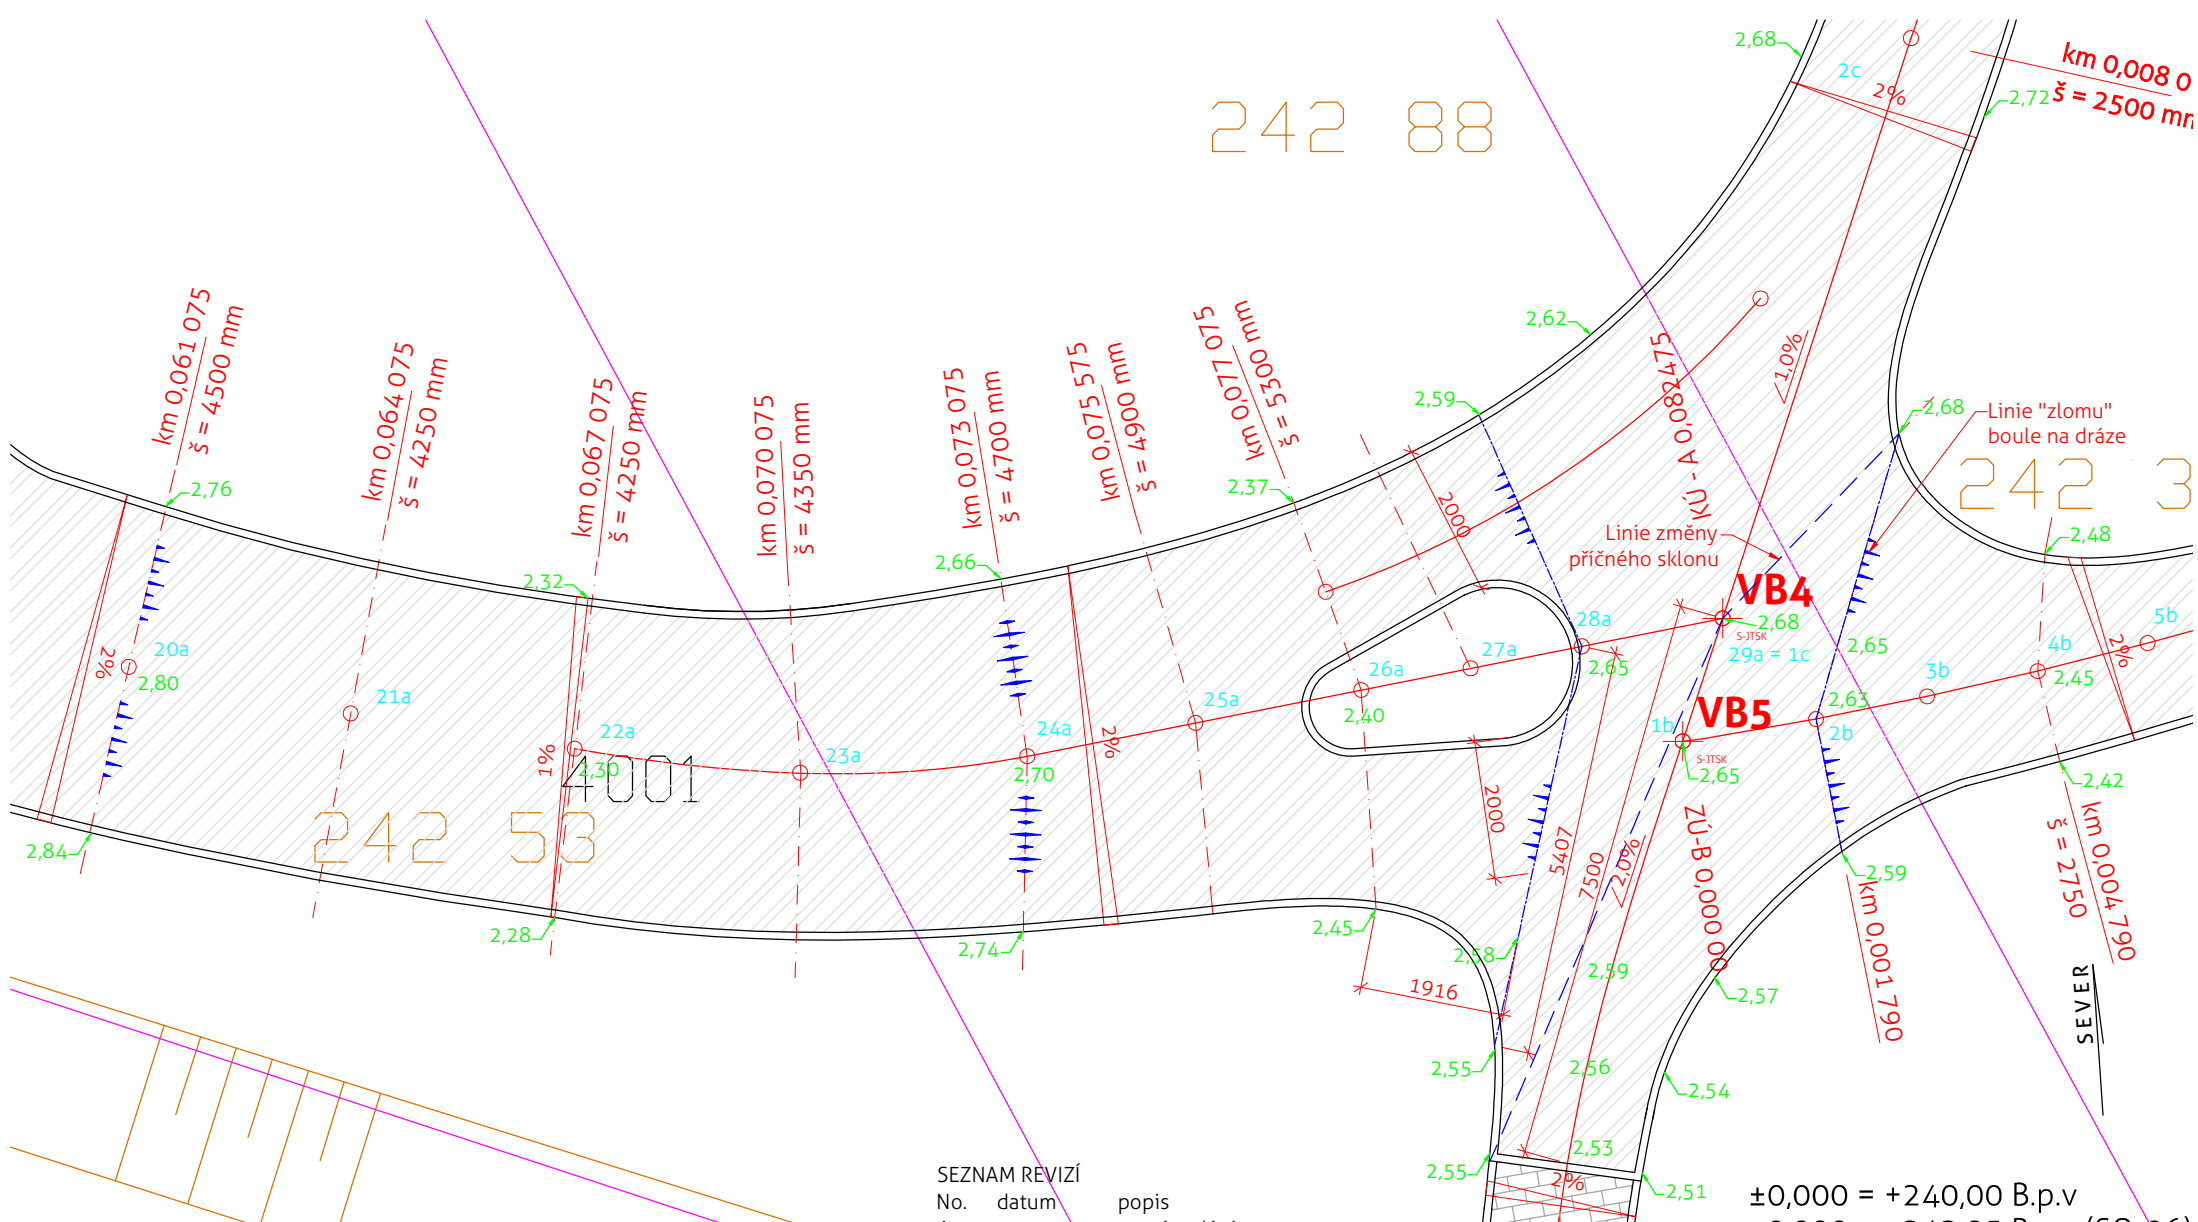 2,68
2c
2%
2,72
km 0,008 0
š = 2500 mm
242 88
km 0,061 075
š = 4500 mm
km 0,064 075
š = 4250 mm
km 0,067 075
š = 4250 mm
km 0,070 075
š = 4350 mm
km 0,073 075
š = 4700 mm
km 0,075 575
š = 4900 mm
km 0,077 075
š = 5300 mm
2,62
KÚ - A 0,082475
1,0%
2,59
2,68
Linie "zlomu"
boule na dráze
242 3
2,76
2,37
2000
Linie změny
příčného sklonu
2,48
2,32
2,66
VB4
2,68
S-JTSK
29a = 1c
28a
2,65
27a
26a
2,40
25a
24a
2,70
23a
22a
2,30
21a
20a
2,80
2%
1%
2%
4001
242 53
2,65
2,63
VB5
1b
S-JTSK
2,65
2b
3b
4b
2,45
5b
2%
2,84
2,28
2,74
2,45
2000
5407
7500
2,0%
ZÚ-B 0,000 00
2,59
km 0,001 790
2,42
km 0,004 790
š = 2750
2,58
2,59
2,57
1916
2,55
2,56
2,54
2,53
2,55
2%
2,51
SEVER
SEZNAM REVIZÍ
No. datum popis
±0,000 = +240,00 B.p.v